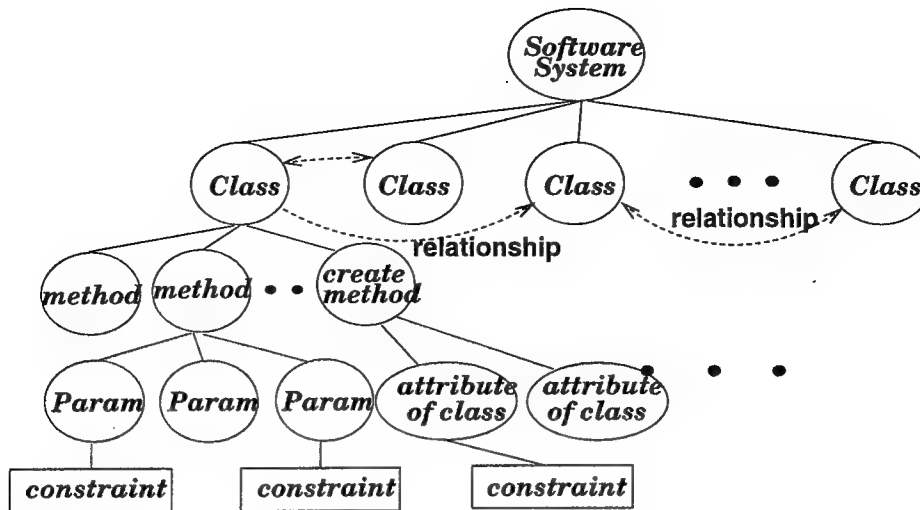 Software
System
Class
Class
Class
Class
relationship
relationship
method
method
create
method
Param
Param
Param
attribute
of class
attribute
of class
constraint
constraint
constraint